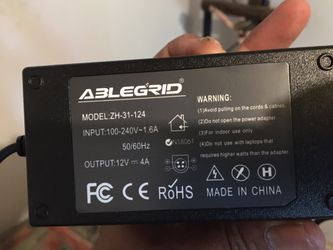 ABLEGRID
MODEL:ZH-31-124
INPUT:100-240V~1.6A
50/60Hz
OUTPUT:12V 4A
N18061
WARNING:
(1)Avoid pulling on the cords & cables.
(2)Do not open the power adapter.
(3)For indoor use only
(4)Do not use with laptops that
requires higher watts than the adapter.
FC CE RoHS
MADE IN CHINA